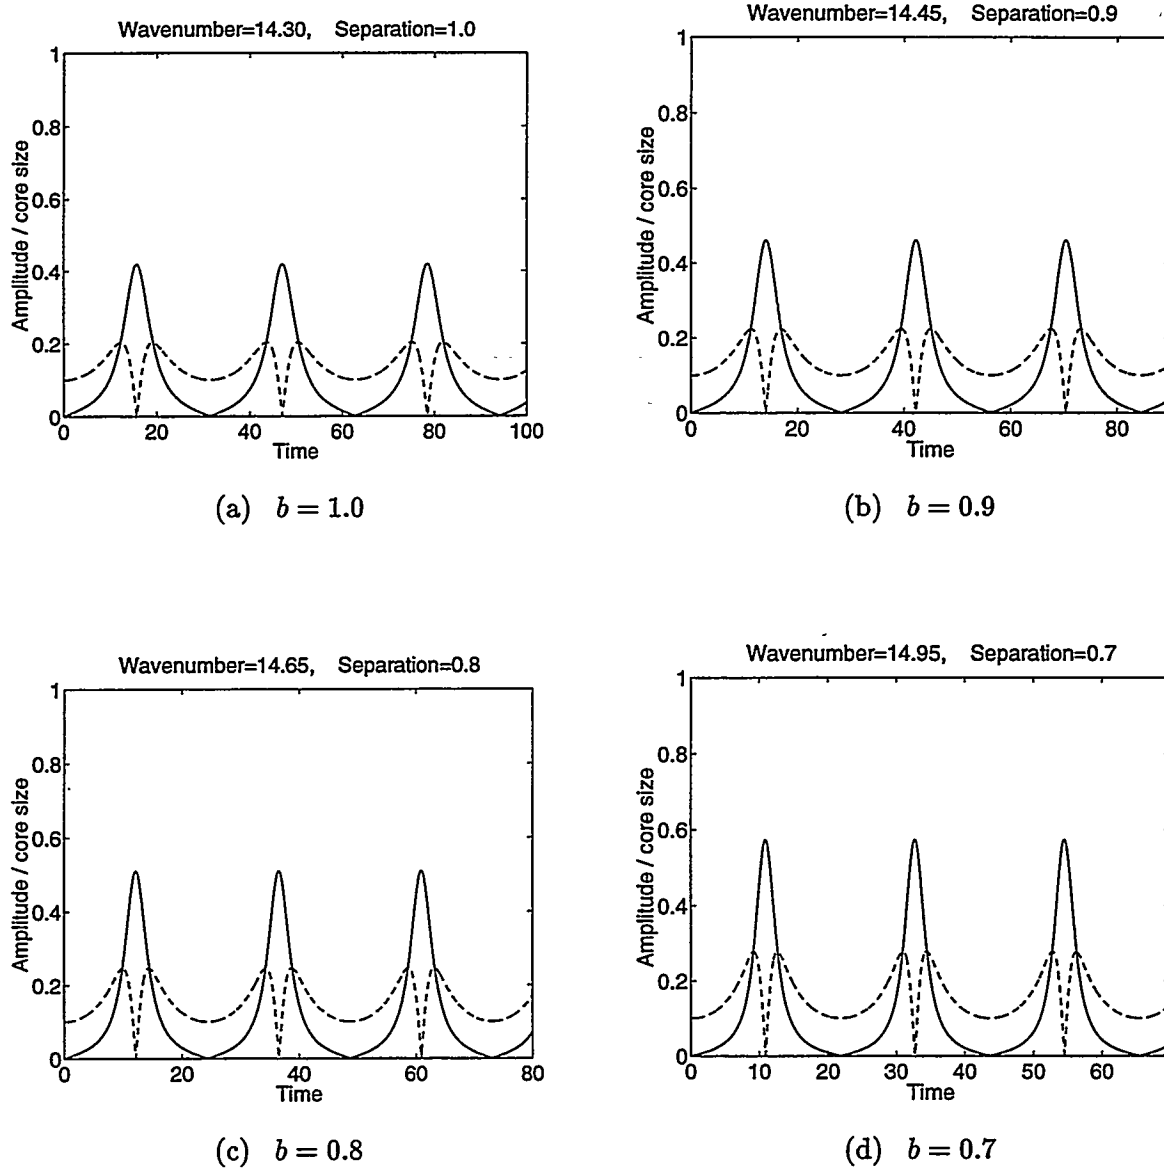 Wavenumber=14.30, Separation=1.0
Amplitude / core size
1
0.8
0.6
0.4
0.2
0
0 20 40 60 80 100
Time
(a) b = 1.0
Wavenumber=14.45, Separation=0.9
Amplitude / core size
1
0.8
0.6
0.4
0.2
0
0 20 40 60 80
Time
(b) b = 0.9
Wavenumber=14.65, Separation=0.8
Amplitude / core size
1
0.8
0.6
0.4
0.2
0
0 20 40 60 80
Time
(c) b = 0.8
Wavenumber=14.95, Separation=0.7
Amplitude / core size
1
0.8
0.6
0.4
0.2
0
0 10 20 30 40 50 60
Time
(d) b = 0.7